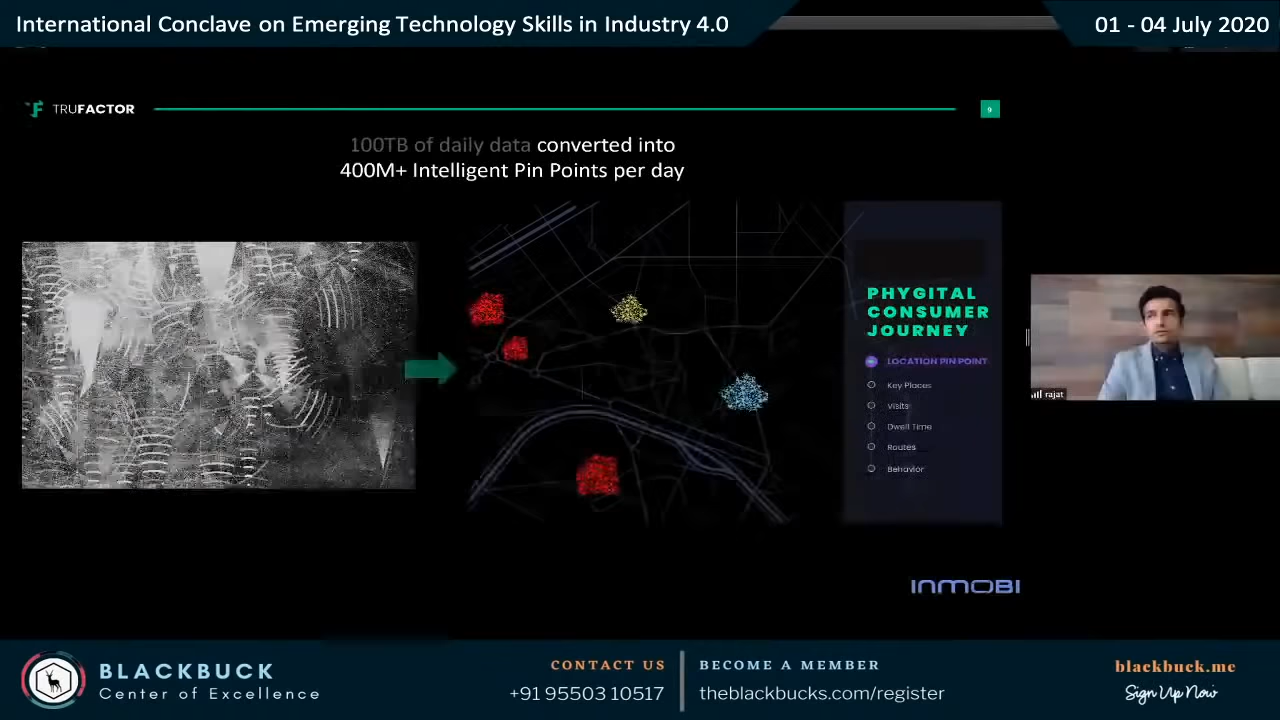 International Conclave on Emerging Technology Skills in Industry 4.0
01 - 04 July 2020
TRUFACTOR
9
100TB of daily data converted into
400M+ Intelligent Pin Points per day
PHYGITAL
CONSUMER
JOURNEY
LOCATION PIN POINT
Key Places
Visits
Dwell Time
Routes
Behavior
rajat
INMOBI
BLACKBUCK
Center of Excellence
CONTACT US
+91 95503 10517
BECOME A MEMBER
theblackbucks.com/register
blackbuck.me
Sign Up Now